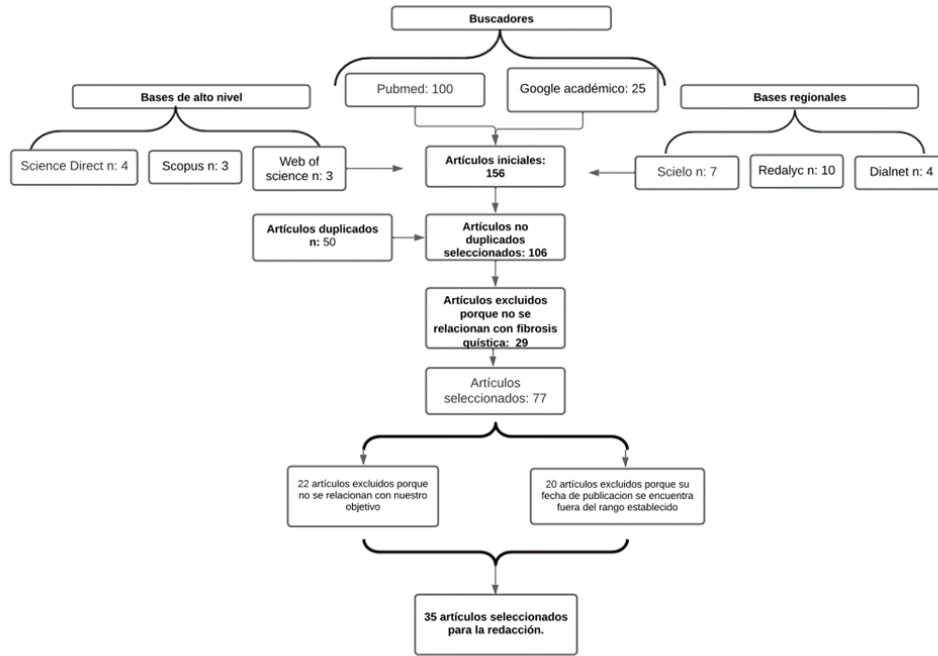 Buscadores
Pubmed: 100
Google académico: 25
Bases de alto nivel
Bases regionales
Science Direct n: 4
Scopus n: 3
Web of
science n: 3
Artículos iniciales:
156
Scielo n: 7
Redalyc n: 10
Dialnet n: 4
Artículos duplicados
n: 50
Artículos no
duplicados
seleccionados: 106
Artículos excluidos
porque no se
relacionan con fibrosis
quística: 29
Artículos
seleccionados: 77
22 artículos excluidos porque
no se relacionan con nuestro
objetivo
20 artículos excluidos porque su
fecha de publicacion se encuentra
fuera del rango establecido
35 artículos seleccionados
para la redacción.